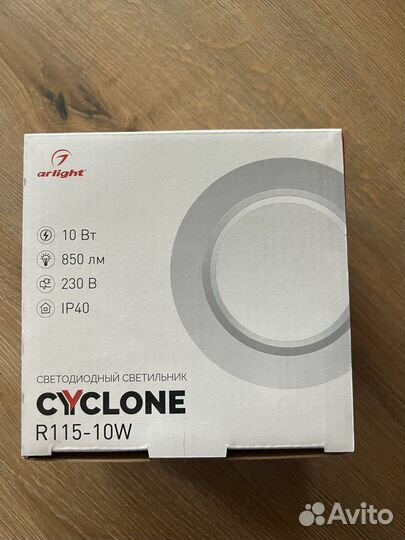 arlight
10 Вт
850 лм
230 В
IP40
СВЕТОДИОДНЫЙ СВЕТИЛЬНИК
CYCLONE
R115-10W
Avito